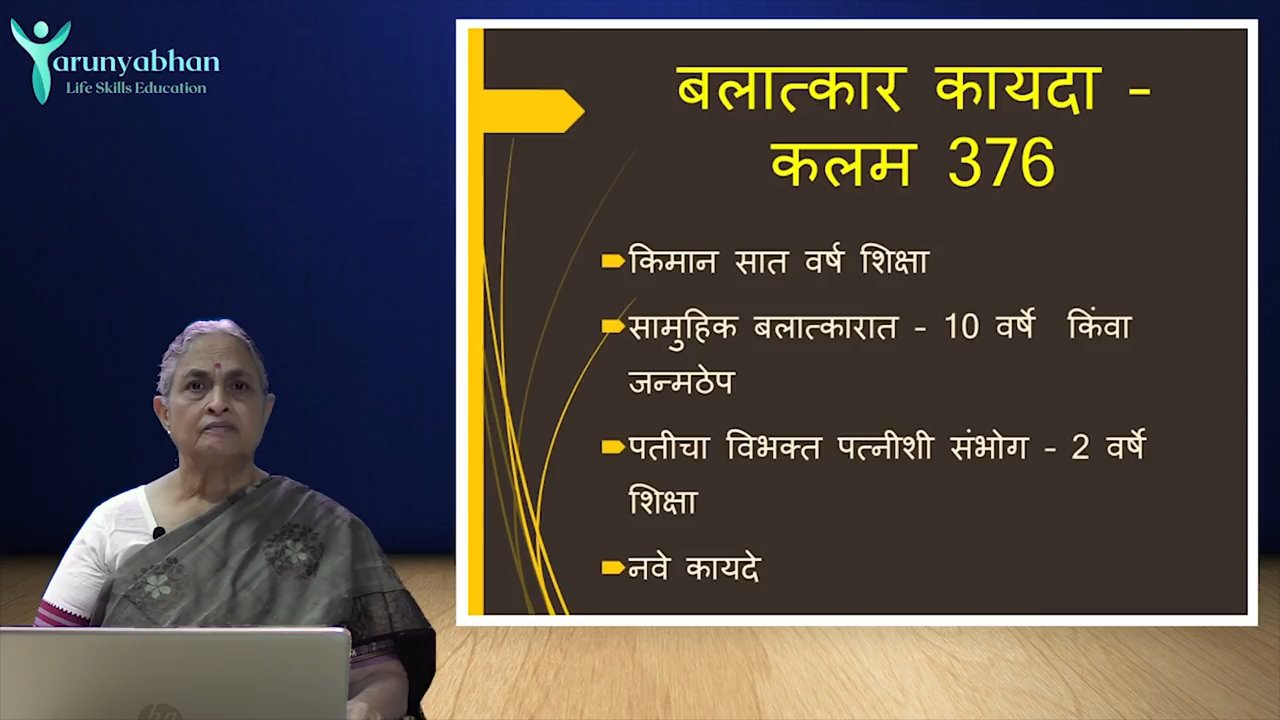 Tarunyabhan
Life Skills Education
बलात्कार कायदा -
कलम 376
किमान सात वर्ष शिक्षा
सामुहिक बलात्कारात - 10 वर्षे किंवा
जन्मठेप
पतीचा विभक्त पत्नीशी संभोग - 2 वर्षे
शिक्षा
नवे कायदे
hp